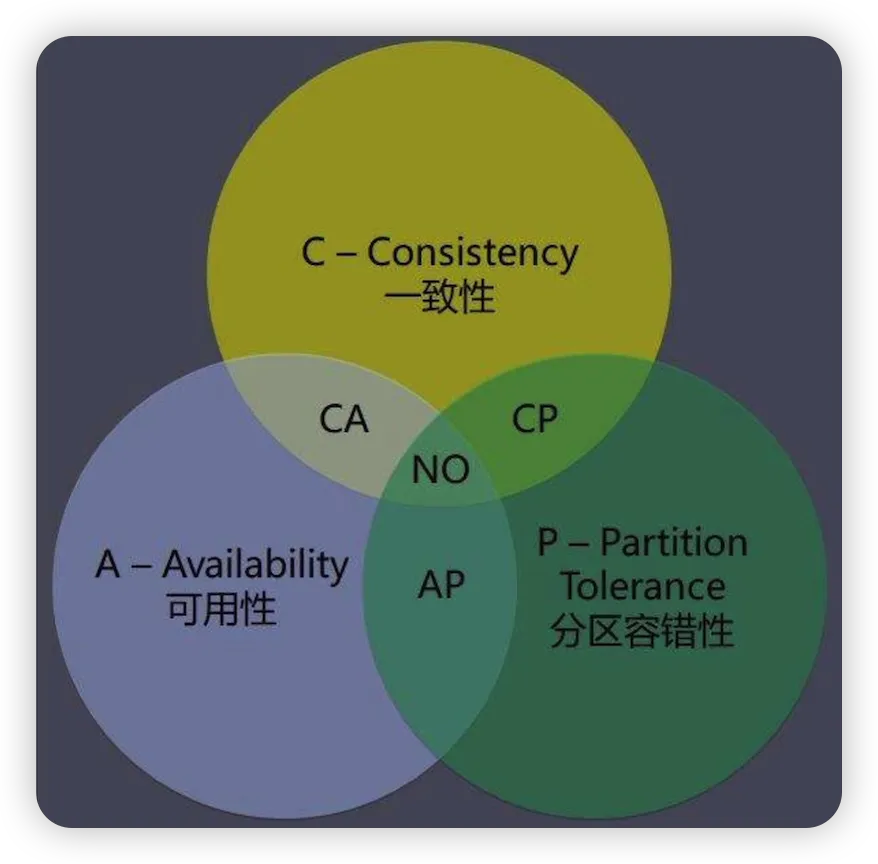 C – Consistency
一致性
CA
CP
NO
A – Availability
可用性
AP
P – Partition
Tolerance
分区容错性